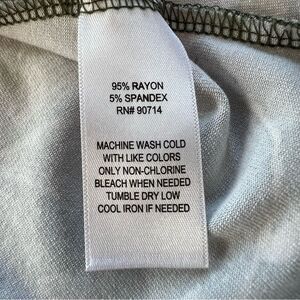 95% RAYON
5% SPANDEX
RN# 90714
MACHINE WASH COLD
WITH LIKE COLORS
ONLY NON-CHLORINE
BLEACH WHEN NEEDED
TUMBLE DRY LOW
COOL IRON IF NEEDED